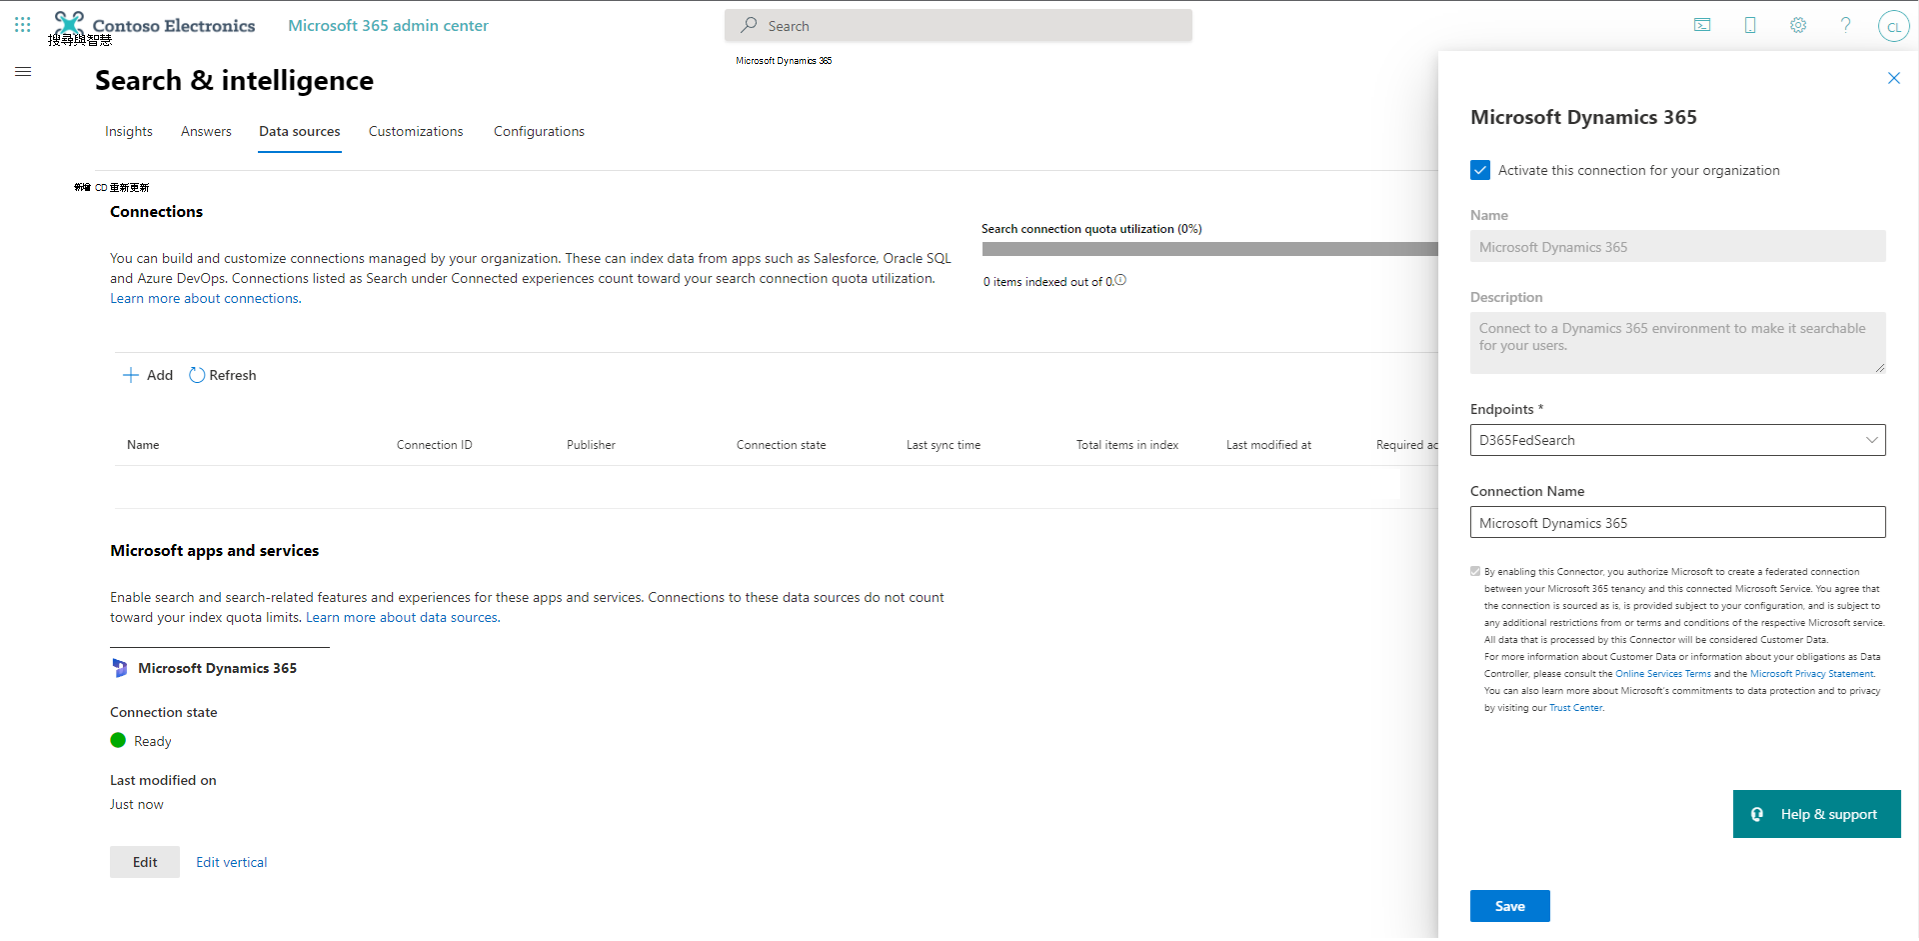 Contoso Electronics
Microsoft 365 admin center
Search
CL
搜尋與智慧
Microsoft Dynamics 365
Search & intelligence
Insights
Answers
Data sources
Customizations
Configurations
新增 CD 重新更新
Connections
You can build and customize connections managed by your organization. These can index data from apps such as Salesforce, Oracle SQL
and Azure DevOps. Connections listed as Search under Connected experiences count toward your search connection quota utilization.
Learn more about connections.
Search connection quota utilization (0%)
0 items indexed out of 0.
Add
Refresh
Name
Connection ID
Publisher
Connection state
Last sync time
Total items in index
Last modified at
Required ac
Microsoft apps and services
Enable search and search-related features and experiences for these apps and services. Connections to these data sources do not count
toward your index quota limits. Learn more about data sources.
Microsoft Dynamics 365
Connection state
Ready
Last modified on
Just now
Edit
Edit vertical
Microsoft Dynamics 365
Activate this connection for your organization
Name
Microsoft Dynamics 365
Description
Connect to a Dynamics 365 environment to make it searchable
for your users.
Endpoints *
D365FedSearch
Connection Name
Microsoft Dynamics 365
By enabling this Connector, you authorize Microsoft to create a federated connection
between your Microsoft 365 tenancy and this connected Microsoft Service. You agree that
the connection is sourced as is, is provided subject to your configuration, and is subject to
any additional restrictions from or terms and conditions of the respective Microsoft service.
All data that is processed by this Connector will be considered Customer Data.
For more information about Customer Data or information about your obligations as Data
Controller, please consult the Online Services Terms and the Microsoft Privacy Statement.
You can also learn more about Microsoft's commitments to data protection and to privacy
by visiting our Trust Center.
Help & support
Save